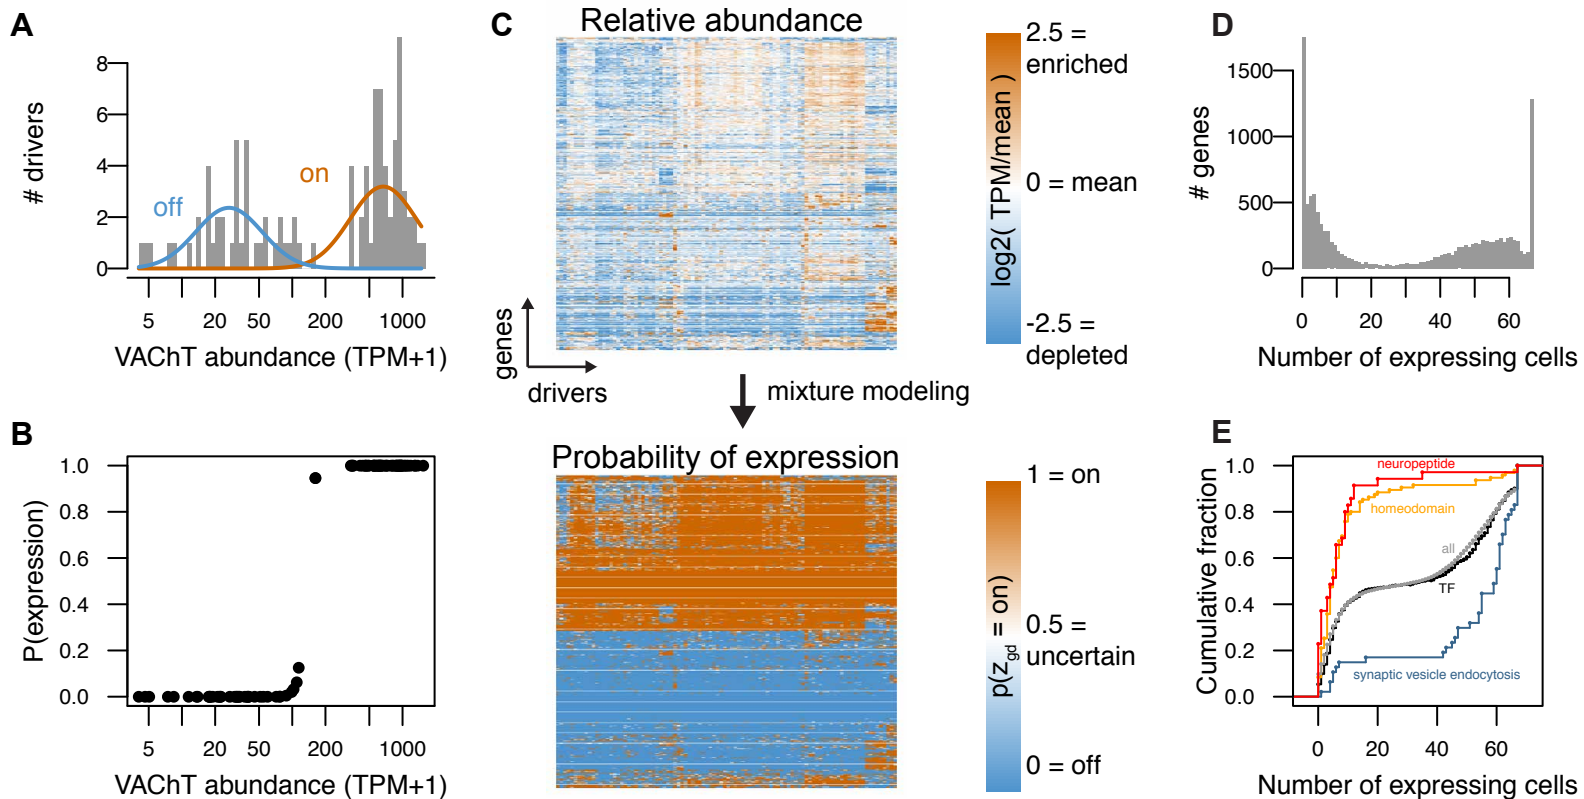 A
# drivers
8
6
4
2
0
off
on
5
20
50
200
1000
VAChT abundance (TPM+1)
B
P(expression)
1.0
0.8
0.6
0.4
0.2
0.0
5
20
50
200
1000
VAChT abundance (TPM+1)
C
Relative abundance
genes
drivers
log2( TPM/mean )
2.5 =
enriched
0 = mean
-2.5 =
depleted
mixture modeling
Probability of expression
p(z_gd = on)
1 = on
0.5 =
uncertain
0 = off
D
# genes
1500
1000
500
0
0
20
40
60
Number of expressing cells
E
Cumulative fraction
1.0
0.8
0.6
0.4
0.2
0.0
neuropeptide
homeodomain
all
TF
synaptic vesicle endocytosis
0
20
40
60
Number of expressing cells